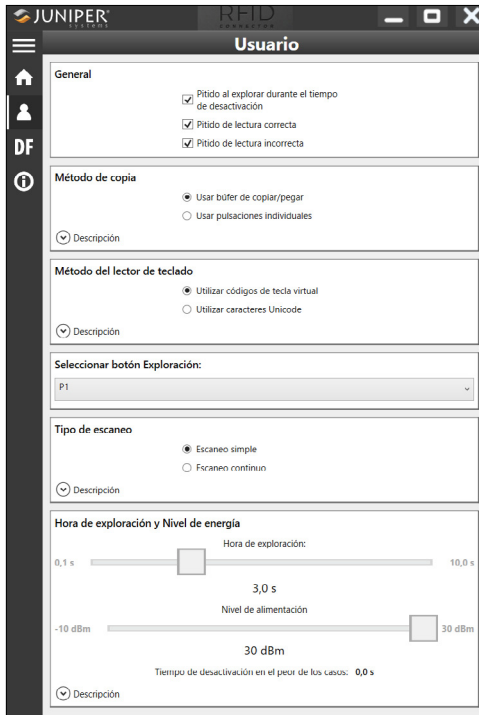 JUNIPER®
systems
RFID
CONNECTOR
Usuario
DF
General
Pitido al explorar durante el tiempo
de desactivación
Pitido de lectura correcta
Pitido de lectura incorrecta
Método de copia
Usar búfer de copiar/pegar
Usar pulsaciones individuales
Descripción
Método del lector de teclado
Utilizar códigos de tecla virtual
Utilizar caracteres Unicode
Descripción
Seleccionar botón Exploración:
P1
Tipo de escaneo
Escaneo simple
Escaneo continuo
Descripción
Hora de exploración y Nivel de energía
Hora de exploración:
0,1 s 10,0 s
3,0 s
Nivel de alimentación
-10 dBm 30 dBm
30 dBm
Tiempo de desactivación en el peor de los casos: 0,0 s
Descripción